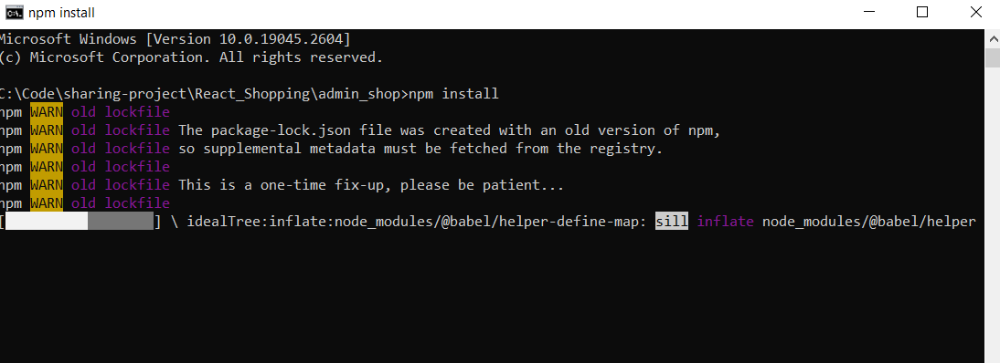 npm install
Microsoft Windows [Version 10.0.19045.2604]
(c) Microsoft Corporation. All rights reserved.
C:\Code\sharing-project\React_Shopping\admin_shop>npm install
npm WARN old lockfile
npm WARN old lockfile The package-lock.json file was created with an old version of npm,
npm WARN old lockfile so supplemental metadata must be fetched from the registry.
npm WARN old lockfile
npm WARN old lockfile This is a one-time fix-up, please be patient...
npm WARN old lockfile
[ ] \ idealTree:inflate:node_modules/@babel/helper-define-map: sill inflate node_modules/@babel/helper